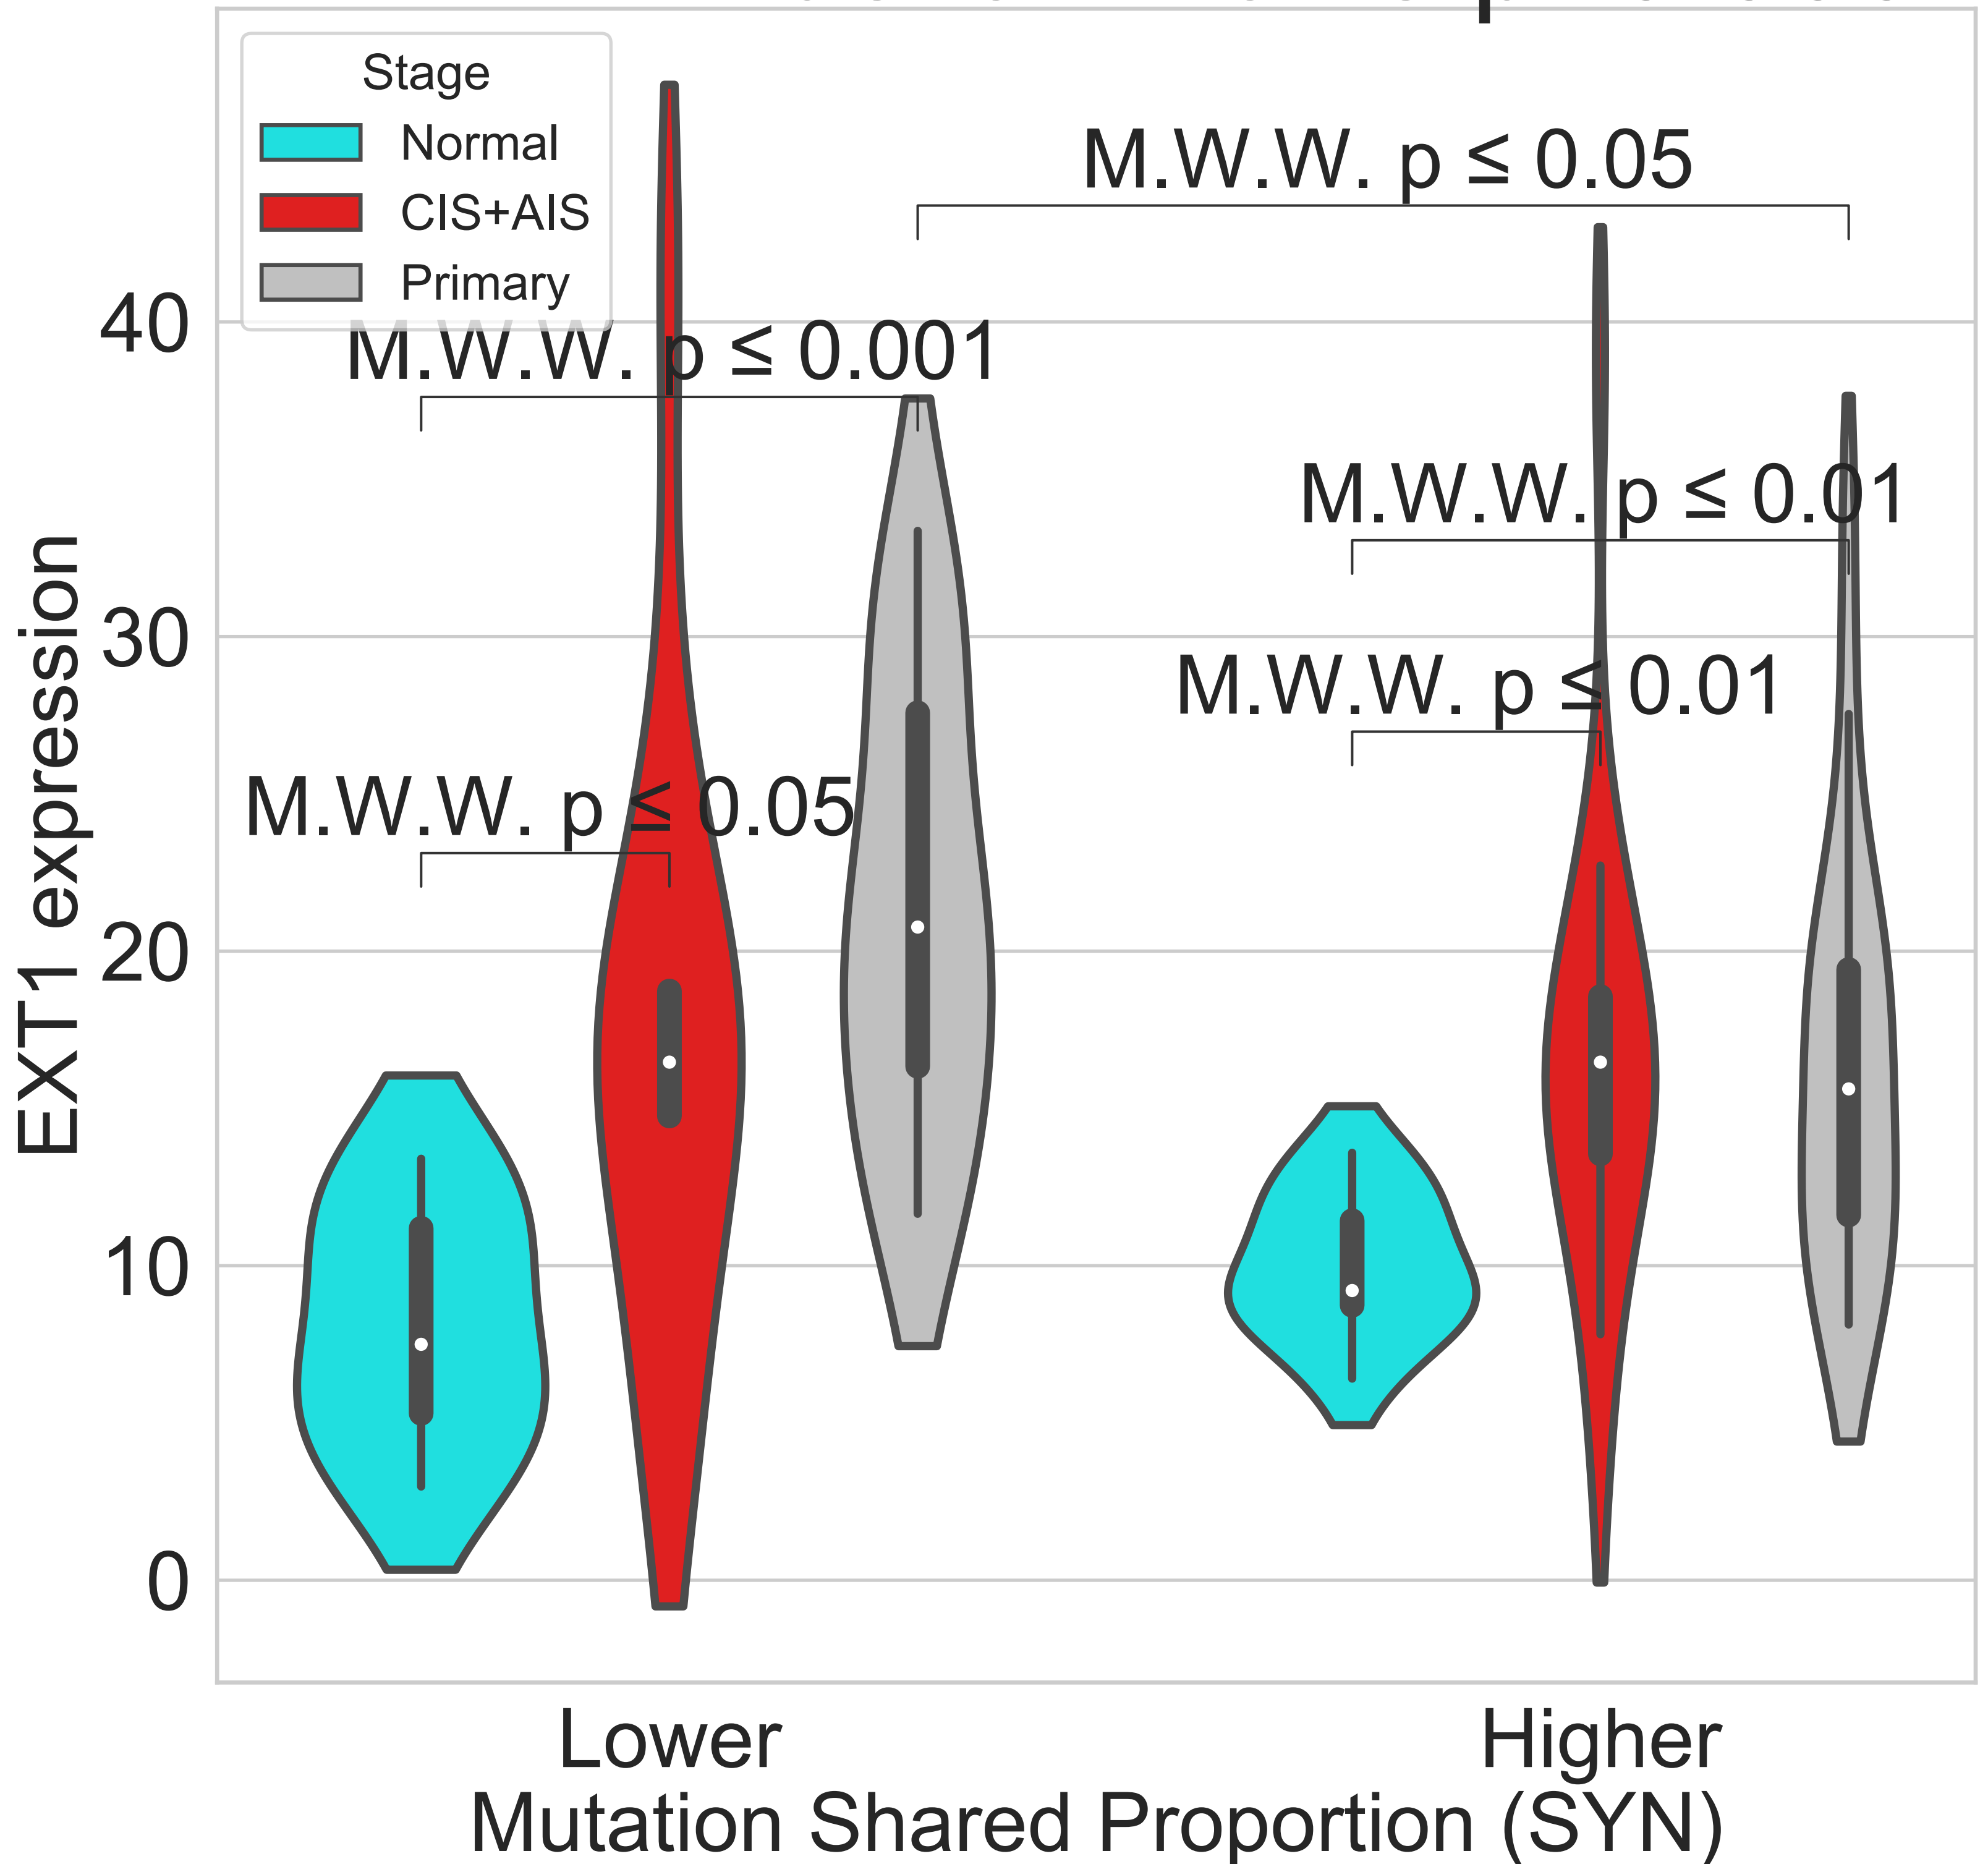 Stage
Normal
CIS+AIS
Primary
M.W.W. p ≤ 0.05
M.W.W. p ≤ 0.001
M.W.W. p ≤ 0.01
M.W.W. p ≤ 0.01
M.W.W. p ≤ 0.05
EXT1 expression
40
30
20
10
0
Lower
Higher
Mutation Shared Proportion (SYN)